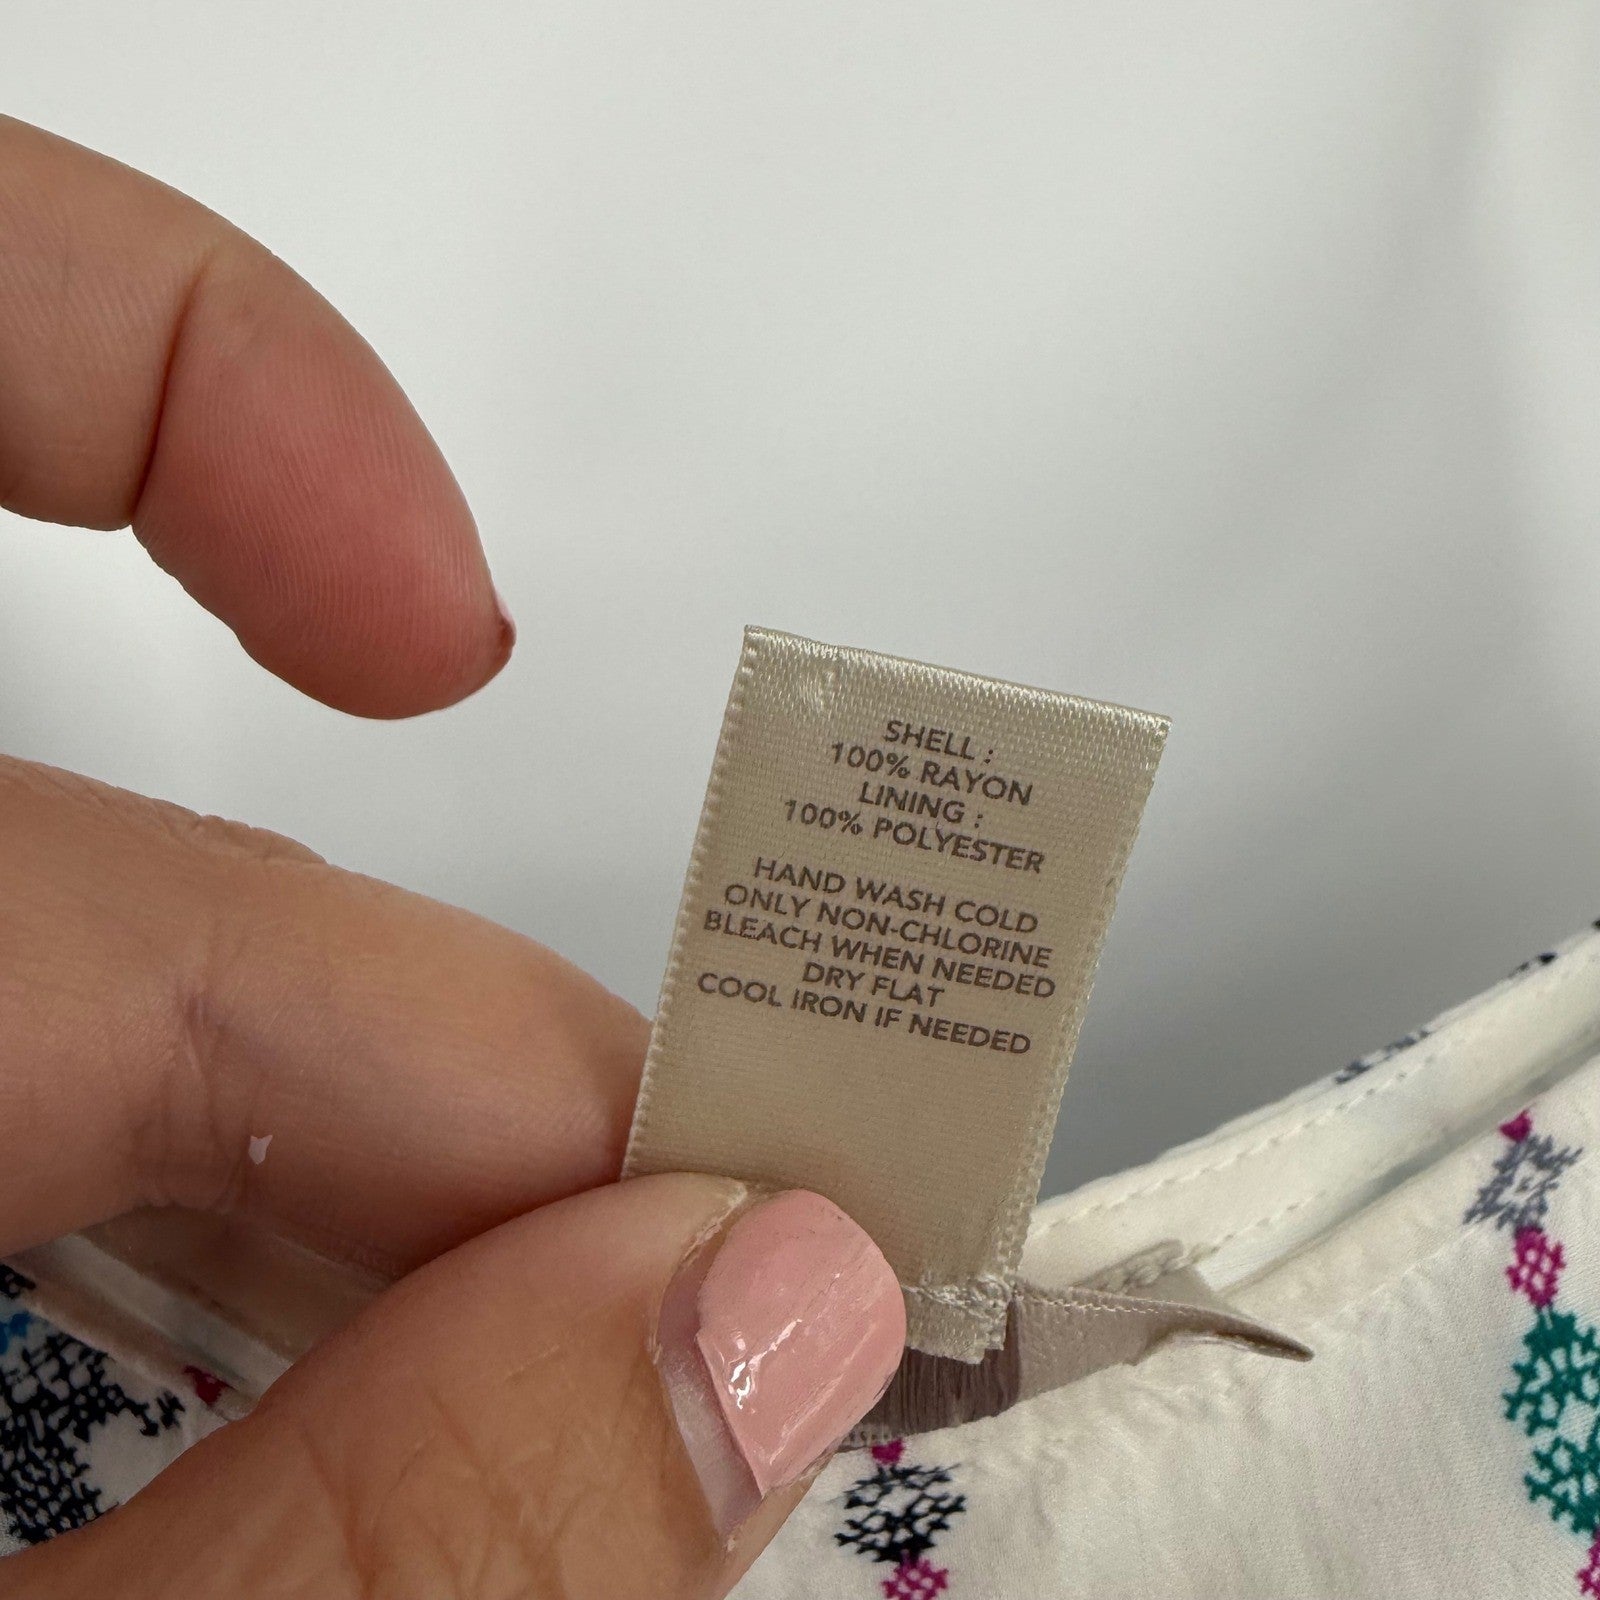 SHELL :
100% RAYON
LINING :
100% POLYESTER
HAND WASH COLD
ONLY NON-CHLORINE
BLEACH WHEN NEEDED
DRY FLAT
COOL IRON IF NEEDED